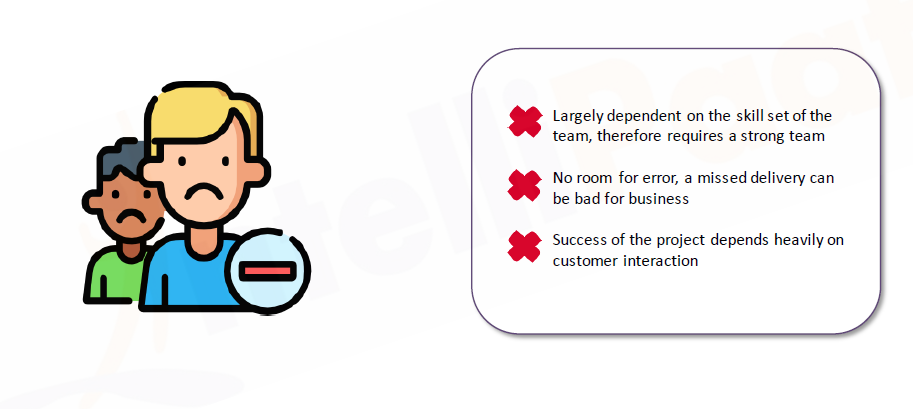 Largely dependent on the skill set of the
team, therefore requires a strong team
No room for error, a missed delivery can
be bad for business
Success of the project depends heavily on
customer interaction